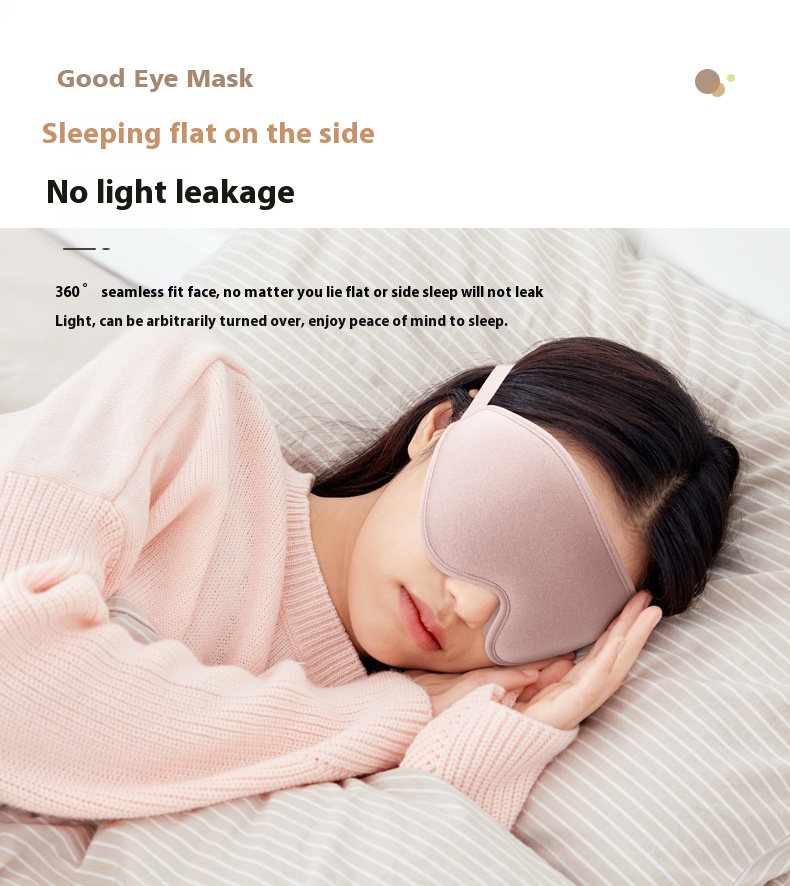 Good Eye Mask
Sleeping flat on the side
No light leakage
360° seamless fit face, no matter you lie flat or side sleep will not leak
Light, can be arbitrarily turned over, enjoy peace of mind to sleep.